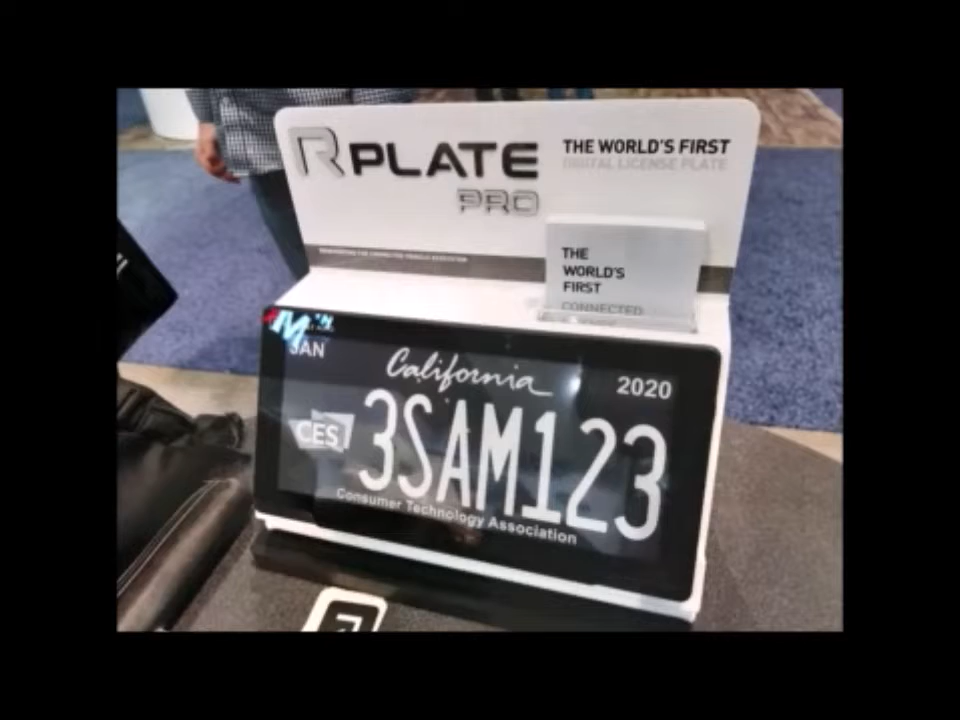 RPLATE
PRO
THE WORLD'S FIRST
DIGITAL LICENSE PLATE
THE
WORLD'S
FIRST
CONNECTED
JAN
California
2020
CES
3SAM123
Consumer Technology Association